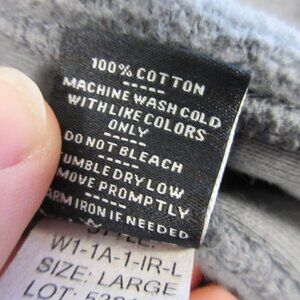 100% COTTON
MACHINE WASH COLD
WITH LIKE COLORS
ONLY
DO NOT BLEACH
TUMBLE DRY LOW
REMOVE PROMPTLY
WARM IRON IF NEEDED
STYLE:
W1-1A-1-IR-L
SIZE: LARGE
LOT: